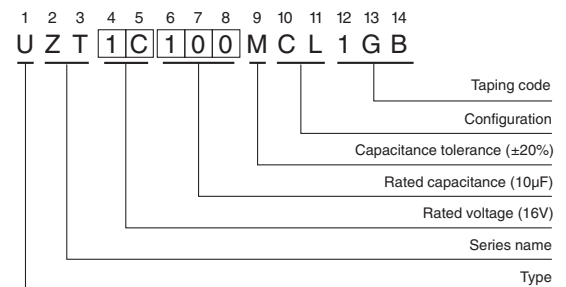 1 2 3 4 5 6 7 8 9 10 11 12 13 14
U Z T 1 C 1 0 0 M C L 1 G B
Taping code
Configuration
Capacitance tolerance (±20%)
Rated capacitance (10µF)
Rated voltage (16V)
Series name
Type